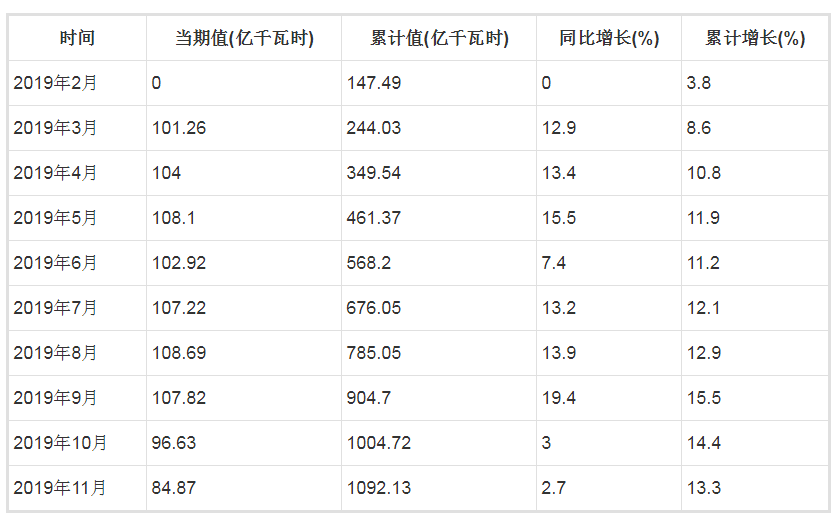 时间 当期值(亿千瓦时) 累计值(亿千瓦时) 同比增长(%) 累计增长(%)
2019年2月 0 147.49 0 3.8
2019年3月 101.26 244.03 12.9 8.6
2019年4月 104 349.54 13.4 10.8
2019年5月 108.1 461.37 15.5 11.9
2019年6月 102.92 568.2 7.4 11.2
2019年7月 107.22 676.05 13.2 12.1
2019年8月 108.69 785.05 13.9 12.9
2019年9月 107.82 904.7 19.4 15.5
2019年10月 96.63 1004.72 3 14.4
2019年11月 84.87 1092.13 2.7 13.3